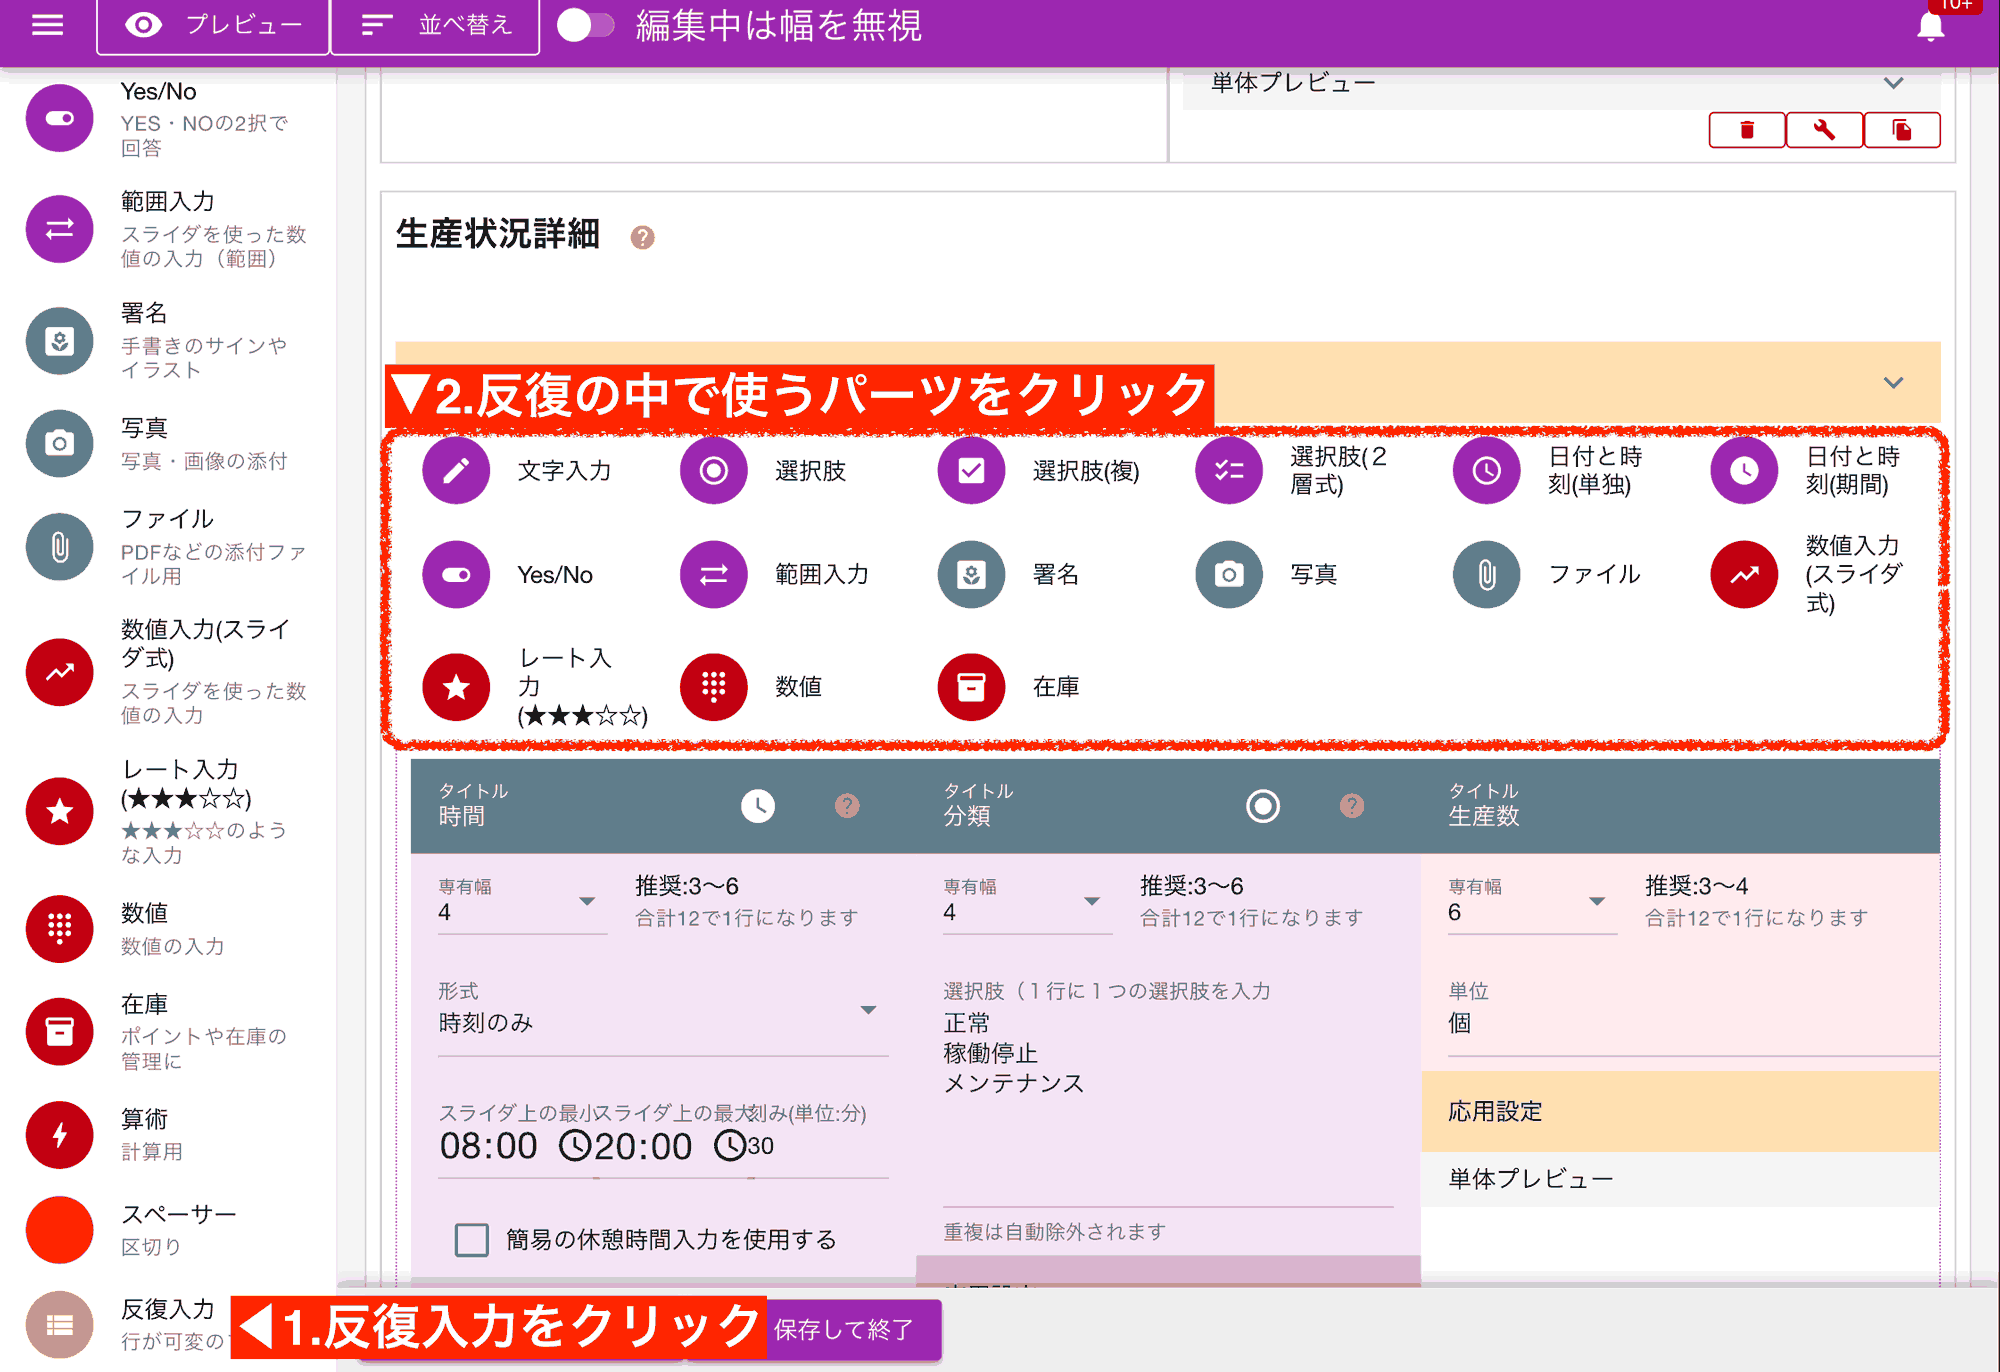 プレビュー
並べ替え
編集中は幅を無視
10+
Yes/No
YES・NOの2択で
回答
範囲入力
スライダを使った数
値の入力（範囲）
署名
手書きのサインや
イラスト
写真
写真・画像の添付
ファイル
PDFなどの添付ファ
イル用
数値入力(スライ
ダ式)
スライダを使った数
値の入力
レート入力
(★★★☆☆)
★★★☆☆のよう
な入力
数値
数値の入力
在庫
ポイントや在庫の
管理に
算術
計算用
スペーサー
区切り
反復入力
行が可変の
◀1.反復入力をクリック
保存して終了
単体プレビュー
生産状況詳細
▼2.反復の中で使うパーツをクリック
文字入力
選択肢
選択肢(複)
選択肢(2
層式)
日付と時
刻(単独)
日付と時
刻(期間)
Yes/No
範囲入力
署名
写真
ファイル
数値入力
(スライダ
式)
レート入
力
(★★★☆☆)
数値
在庫
タイトル
時間
専有幅
4
推奨:3〜6
合計12で1行になります
形式
時刻のみ
スライダ上の最小
スライダ上の最大
刻み(単位:分)
08:00
20:00
30
簡易の休憩時間入力を使用する
タイトル
分類
専有幅
4
推奨:3〜6
合計12で1行になります
選択肢（１行に１つの選択肢を入力
正常
稼働停止
メンテナンス
重複は自動除外されます
タイトル
生産数
専有幅
6
推奨:3〜4
合計12で1行になります
単位
個
応用設定
単体プレビュー